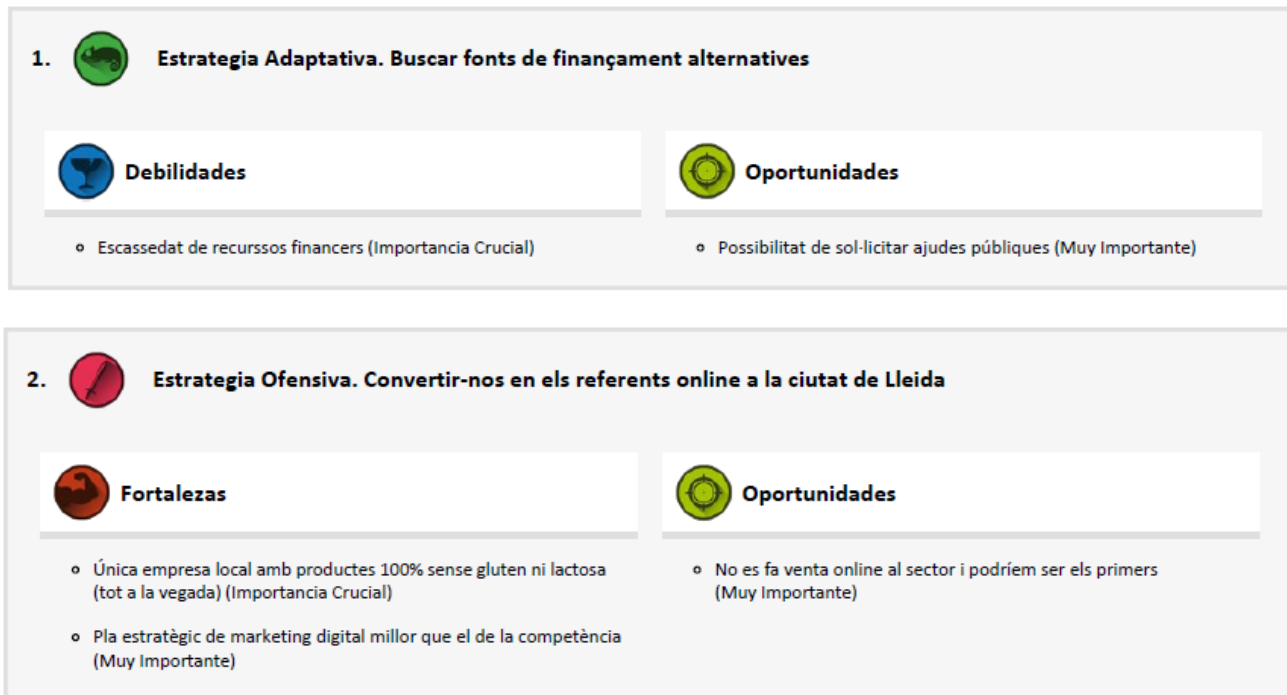 1. Estrategia Adaptativa. Buscar fonts de finançament alternatives
Debilidades
Oportunidades
Escassedat de recurssos financers (Importancia Crucial)
Possibilitat de sol·licitar ajudes públiques (Muy Importante)
2. Estrategia Ofensiva. Convertir-nos en els referents online a la ciutat de Lleida
Fortalezas
Oportunidades
Única empresa local amb productes 100% sense gluten ni lactosa
(tot a la vegada) (Importancia Crucial)
Pla estratègic de marketing digital millor que el de la competència
(Muy Importante)
No es fa venta online al sector i podríem ser els primers
(Muy Importante)